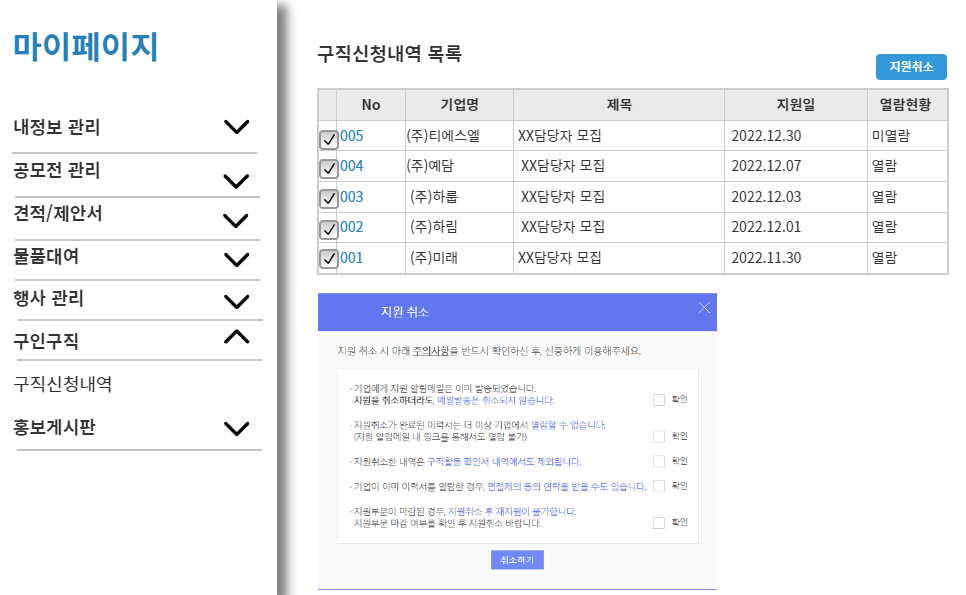 마이페이지
내정보 관리
공모전 관리
견적/제안서
물품대여
행사 관리
구인구직
구직신청내역
홍보게시판
구직신청내역 목록
지원취소
No 기업명 제목 지원일 열람현황
005 (주)티에스엘 XX담당자 모집 2022.12.30 미열람
004 (주)예담 XX담당자 모집 2022.12.07 열람
003 (주)하룹 XX담당자 모집 2022.12.03 열람
002 (주)하림 XX담당자 모집 2022.12.01 열람
001 (주)미래 XX담당자 모집 2022.11.30 열람
지원 취소
지원 취소 시 아래 주의사항을 반드시 확인하신 후, 신중하게 이용해주세요.
· 기업에게 지원 알림메일은 이미 발송되었습니다.
지원을 취소하더라도, 메일발송은 취소되지 않습니다. 확인
· 지원취소가 완료된 이력서는 더 이상 기업에서 열람할 수 없습니다.
(지원 알림메일 내 링크를 통해서도 열람 불가) 확인
· 지원취소한 내역은 구직활동 확인서 내역에서도 제외됩니다. 확인
· 기업이 이미 이력서를 열람한 경우, 면접제의 등의 연락을 받을 수도 있습니다. 확인
· 지원부문이 마감된 경우, 지원취소 후 재지원이 불가합니다.
지원부문 마감 여부를 확인 후 지원취소 바랍니다. 확인
취소하기